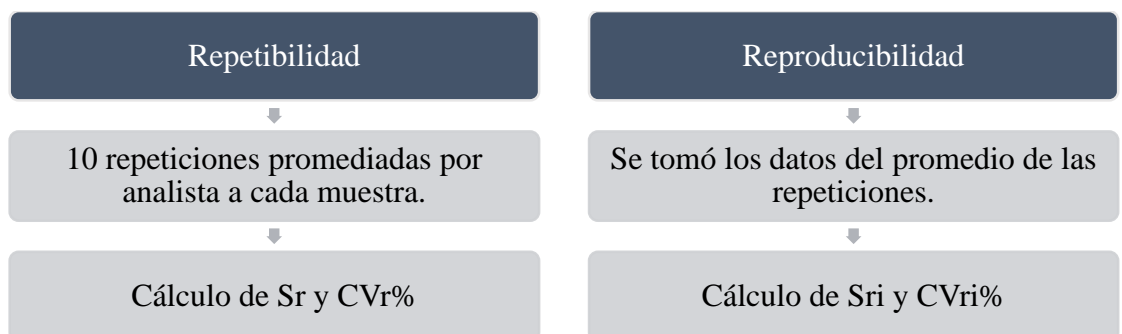 Repetibilidad
10 repeticiones promediadas por
analista a cada muestra.
Cálculo de Sr y CVr%
Reproducibilidad
Se tomó los datos del promedio de las
repeticiones.
Cálculo de Sri y CVri%